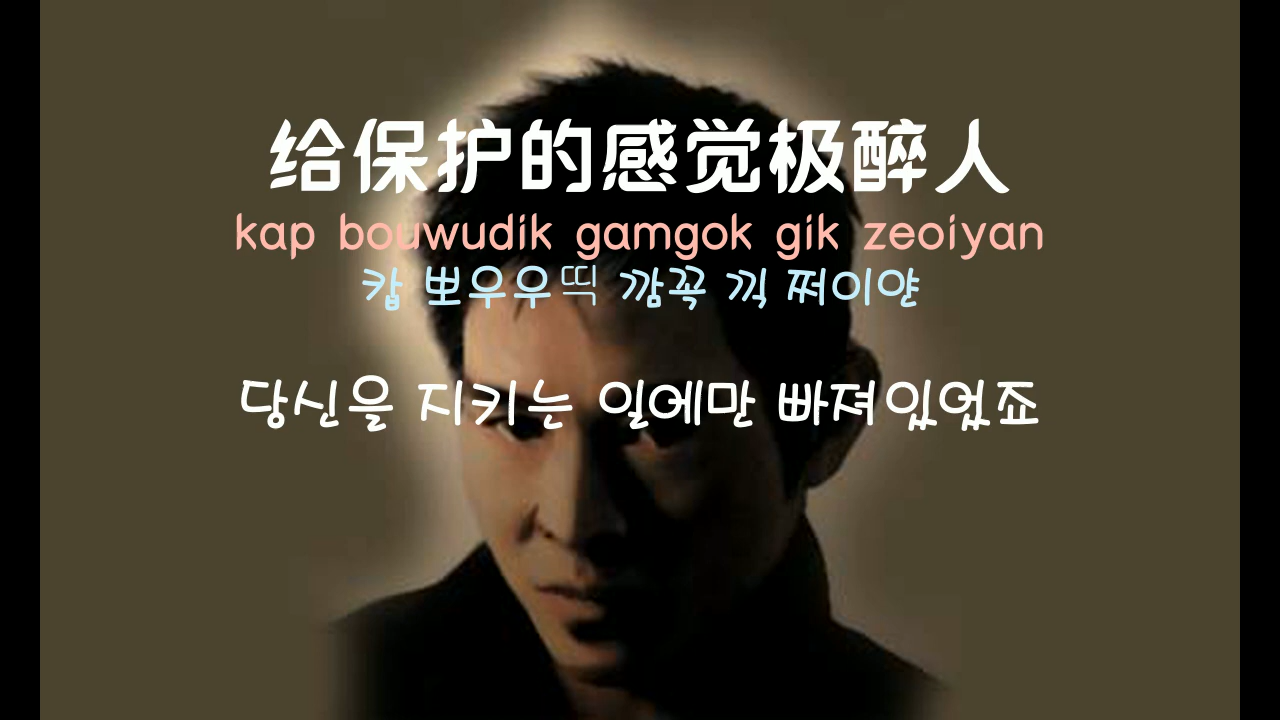 给保护的感觉极醉人
kap bouwudik gamgok gik zeoiyan
캅 뽀우우띡 깜꼭 끽 쩌이얀
당신을 지키는 일에만 빠져있었죠